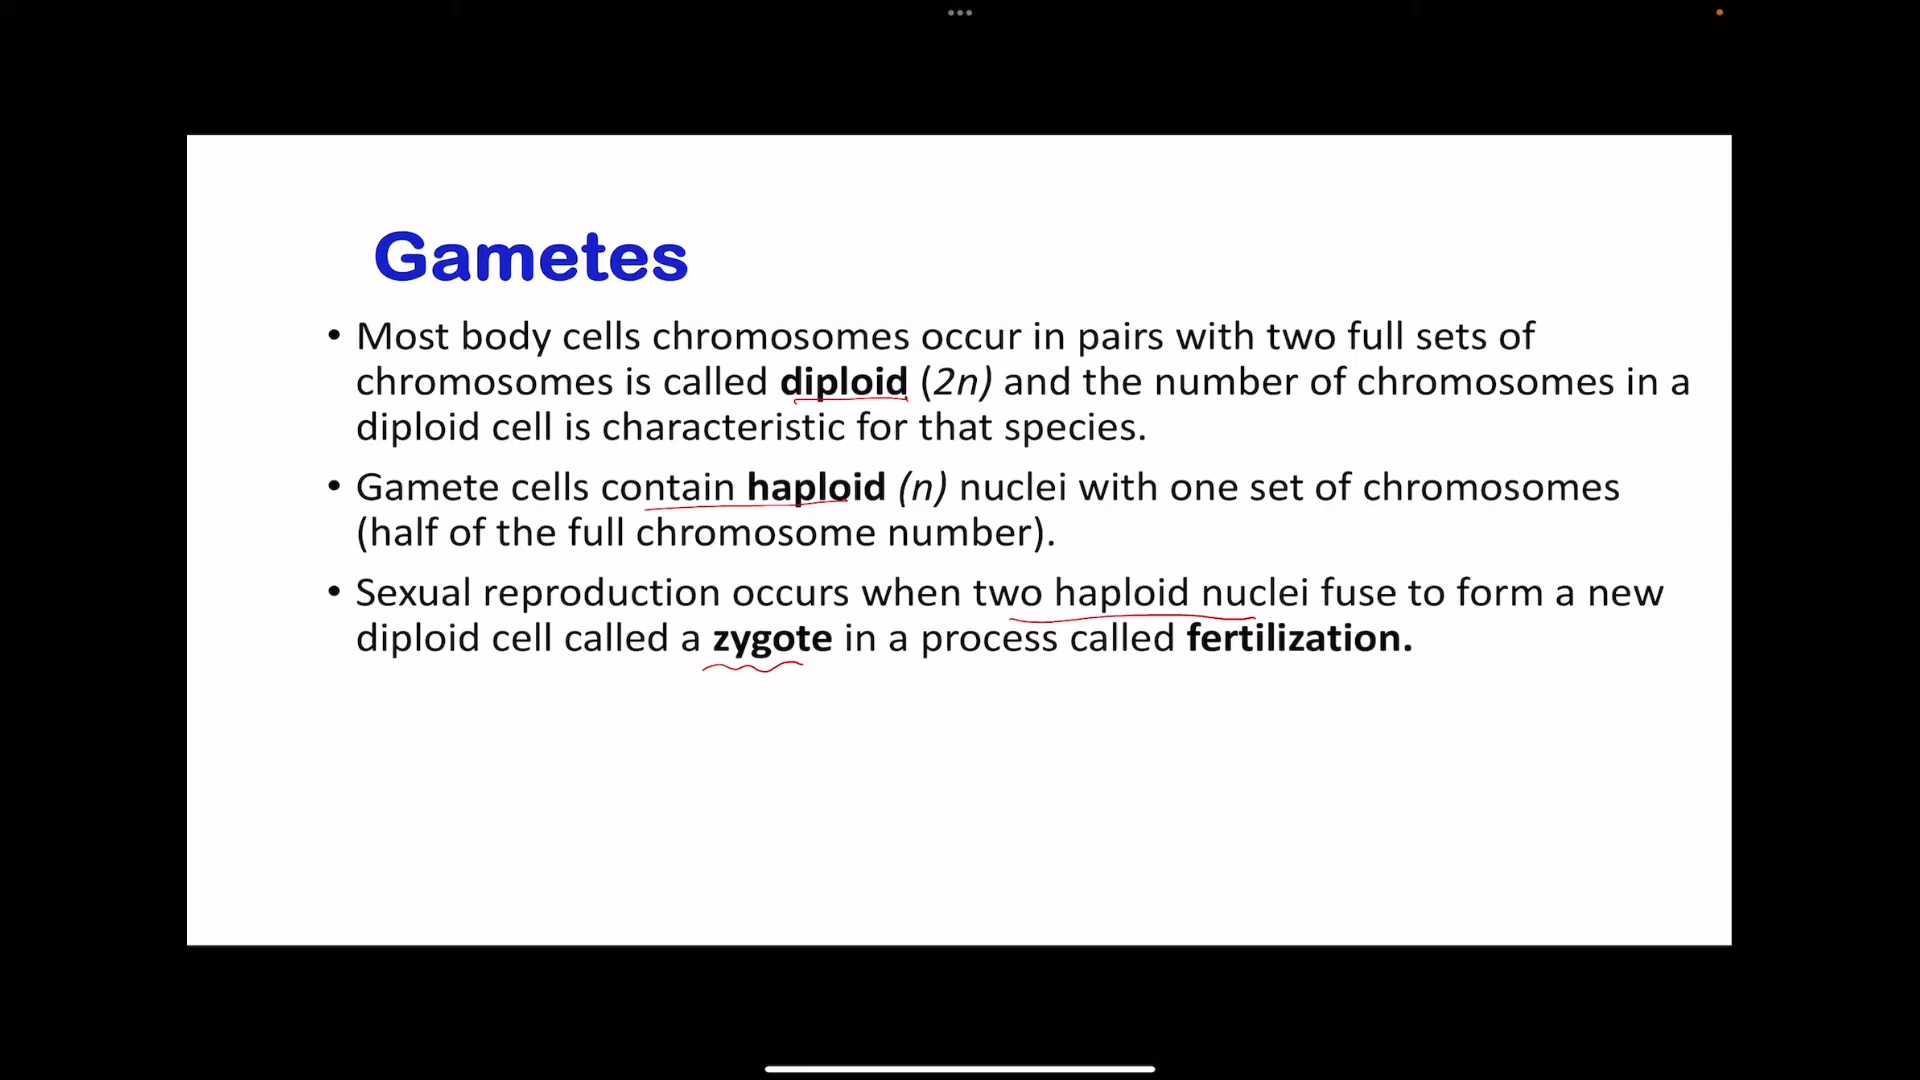 Gametes
• Most body cells chromosomes occur in pairs with two full sets of
chromosomes is called diploid (2n) and the number of chromosomes in a
diploid cell is characteristic for that species.
• Gamete cells contain haploid (n) nuclei with one set of chromosomes
(half of the full chromosome number).
• Sexual reproduction occurs when two haploid nuclei fuse to form a new
diploid cell called a zygote in a process called fertilization.